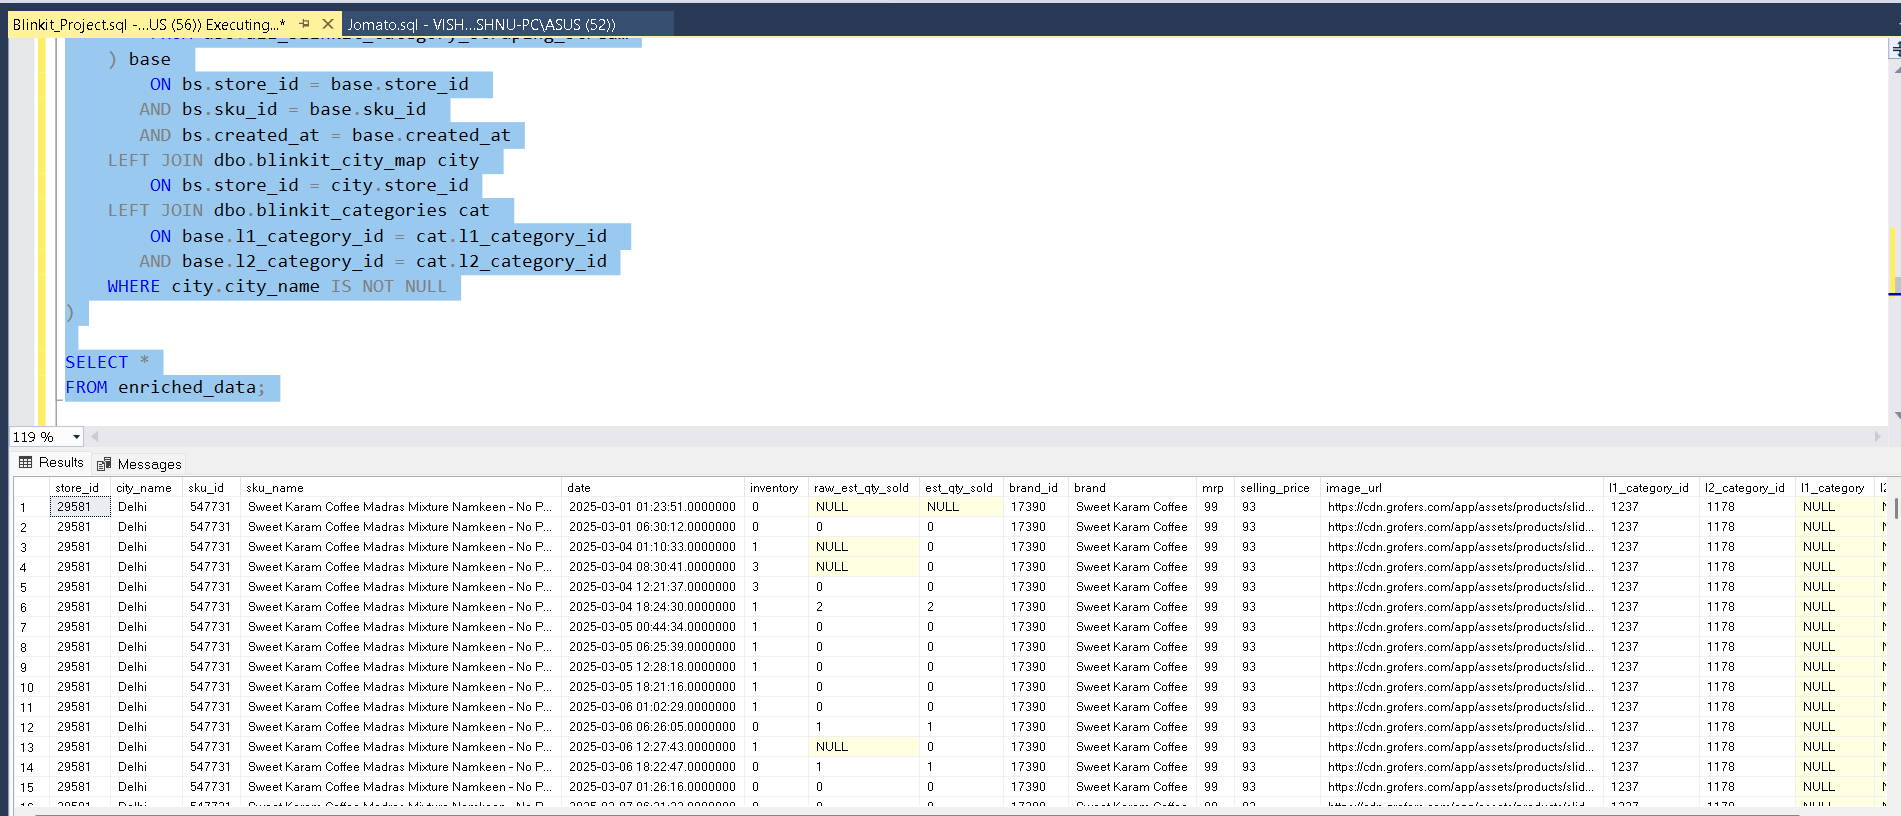 Blinkit_Project.sql -...US (56)) Executing...*
Jomato.sql - VISH...SHNU-PC\ASUS (52))
) base
ON bs.store_id = base.store_id
AND bs.sku_id = base.sku_id
AND bs.created_at = base.created_at
LEFT JOIN dbo.blinkit_city_map city
ON bs.store_id = city.store_id
LEFT JOIN dbo.blinkit_categories cat
ON base.l1_category_id = cat.l1_category_id
AND base.l2_category_id = cat.l2_category_id
WHERE city.city_name IS NOT NULL
)
SELECT *
FROM enriched_data;
119 %
Results Messages
store_id city_name sku_id sku_name date inventory raw_est_qty_sold est_qty_sold brand_id brand mrp selling_price image_url l1_category_id l2_category_id l1_category l2
1 29581 Delhi 547731 Sweet Karam Coffee Madras Mixture Namkeen - No P... 2025-03-01 01:23:51.0000000 0 NULL NULL 17390 Sweet Karam Coffee 99 93 https://cdn.grofers.com/app/assets/products/slid... 1237 1178 NULL
2 29581 Delhi 547731 Sweet Karam Coffee Madras Mixture Namkeen - No P... 2025-03-01 06:30:12.0000000 0 0 0 17390 Sweet Karam Coffee 99 93 https://cdn.grofers.com/app/assets/products/slid... 1237 1178 NULL
3 29581 Delhi 547731 Sweet Karam Coffee Madras Mixture Namkeen - No P... 2025-03-04 01:10:33.0000000 1 NULL 0 17390 Sweet Karam Coffee 99 93 https://cdn.grofers.com/app/assets/products/slid... 1237 1178 NULL
4 29581 Delhi 547731 Sweet Karam Coffee Madras Mixture Namkeen - No P... 2025-03-04 08:30:41.0000000 3 NULL 0 17390 Sweet Karam Coffee 99 93 https://cdn.grofers.com/app/assets/products/slid... 1237 1178 NULL
5 29581 Delhi 547731 Sweet Karam Coffee Madras Mixture Namkeen - No P... 2025-03-04 12:21:37.0000000 3 0 0 17390 Sweet Karam Coffee 99 93 https://cdn.grofers.com/app/assets/products/slid... 1237 1178 NULL
6 29581 Delhi 547731 Sweet Karam Coffee Madras Mixture Namkeen - No P... 2025-03-04 18:24:30.0000000 1 2 2 17390 Sweet Karam Coffee 99 93 https://cdn.grofers.com/app/assets/products/slid... 1237 1178 NULL
7 29581 Delhi 547731 Sweet Karam Coffee Madras Mixture Namkeen - No P... 2025-03-05 00:44:34.0000000 1 0 0 17390 Sweet Karam Coffee 99 93 https://cdn.grofers.com/app/assets/products/slid... 1237 1178 NULL
8 29581 Delhi 547731 Sweet Karam Coffee Madras Mixture Namkeen - No P... 2025-03-05 06:25:39.0000000 1 0 0 17390 Sweet Karam Coffee 99 93 https://cdn.grofers.com/app/assets/products/slid... 1237 1178 NULL
9 29581 Delhi 547731 Sweet Karam Coffee Madras Mixture Namkeen - No P... 2025-03-05 12:28:18.0000000 1 0 0 17390 Sweet Karam Coffee 99 93 https://cdn.grofers.com/app/assets/products/slid... 1237 1178 NULL
10 29581 Delhi 547731 Sweet Karam Coffee Madras Mixture Namkeen - No P... 2025-03-05 18:21:16.0000000 1 0 0 17390 Sweet Karam Coffee 99 93 https://cdn.grofers.com/app/assets/products/slid... 1237 1178 NULL
11 29581 Delhi 547731 Sweet Karam Coffee Madras Mixture Namkeen - No P... 2025-03-06 01:02:29.0000000 1 0 0 17390 Sweet Karam Coffee 99 93 https://cdn.grofers.com/app/assets/products/slid... 1237 1178 NULL
12 29581 Delhi 547731 Sweet Karam Coffee Madras Mixture Namkeen - No P... 2025-03-06 06:26:05.0000000 0 1 1 17390 Sweet Karam Coffee 99 93 https://cdn.grofers.com/app/assets/products/slid... 1237 1178 NULL
13 29581 Delhi 547731 Sweet Karam Coffee Madras Mixture Namkeen - No P... 2025-03-06 12:27:43.0000000 1 NULL 0 17390 Sweet Karam Coffee 99 93 https://cdn.grofers.com/app/assets/products/slid... 1237 1178 NULL
14 29581 Delhi 547731 Sweet Karam Coffee Madras Mixture Namkeen - No P... 2025-03-06 18:22:47.0000000 0 1 1 17390 Sweet Karam Coffee 99 93 https://cdn.grofers.com/app/assets/products/slid... 1237 1178 NULL
15 29581 Delhi 547731 Sweet Karam Coffee Madras Mixture Namkeen - No P... 2025-03-07 01:26:16.0000000 0 0 0 17390 Sweet Karam Coffee 99 93 https://cdn.grofers.com/app/assets/products/slid... 1237 1178 NULL